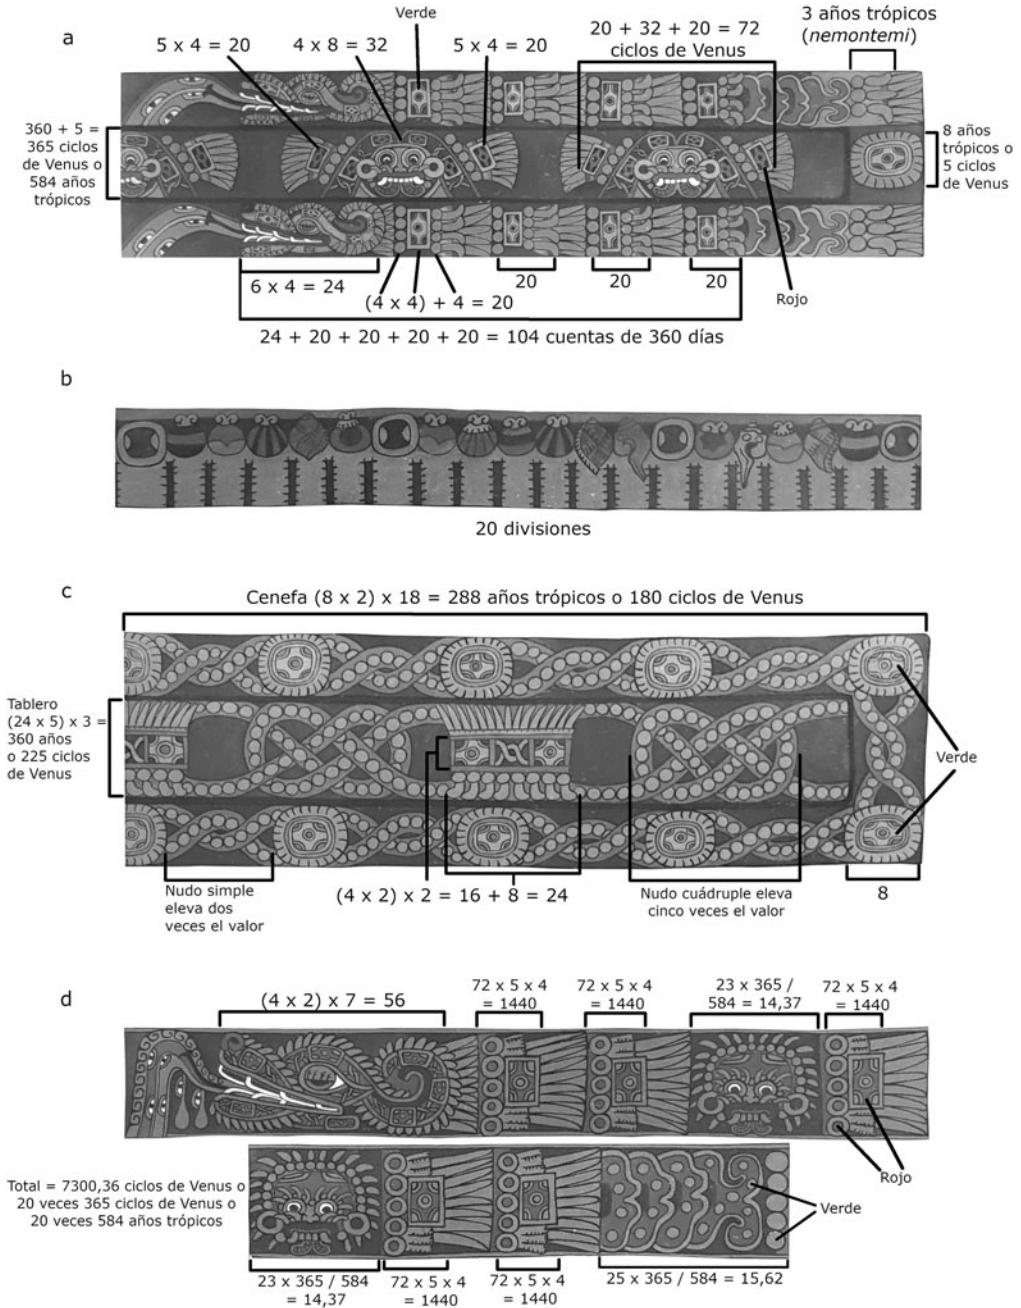 a
Verde
5 x 4 = 20
4 x 8 = 32
5 x 4 = 20
20 + 32 + 20 = 72
ciclos de Venus
3 años trópicos
(nemontemi)
360 + 5 =
365 ciclos
de Venus o
584 años
trópicos
8 años
trópicos o
5 ciclos
de Venus
6 x 4 = 24
(4 x 4) + 4 = 20
20
20
20
Rojo
24 + 20 + 20 + 20 + 20 = 104 cuentas de 360 días
b
20 divisiones
c
Cenefa (8 x 2) x 18 = 288 años trópicos o 180 ciclos de Venus
Tablero
(24 x 5) x 3 =
360 años
o 225 ciclos
de Venus
Verde
Nudo simple
eleva dos
veces el valor
(4 x 2) x 2 = 16 + 8 = 24
Nudo cuádruple eleva
cinco veces el valor
8
d
(4 x 2) x 7 = 56
72 x 5 x 4
= 1440
72 x 5 x 4
= 1440
23 x 365 /
584 = 14,37
72 x 5 x 4
= 1440
Rojo
Total = 7300,36 ciclos de Venus o
20 veces 365 ciclos de Venus o
20 veces 584 años trópicos
Verde
23 x 365 / 584
= 14,37
72 x 5 x 4
= 1440
72 x 5 x 4
= 1440
25 x 365 / 584 = 15,62